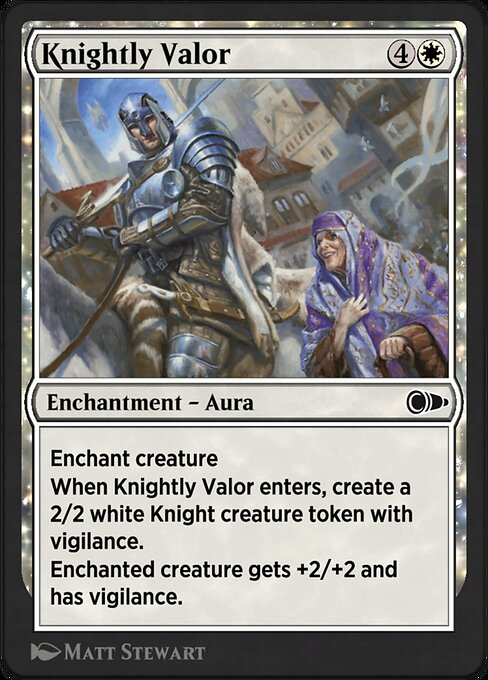 Knightly Valor 4
Enchantment – Aura
Enchant creature
When Knightly Valor enters, create a
2/2 white Knight creature token with
vigilance.
Enchanted creature gets +2/+2 and
has vigilance.
Matt Stewart